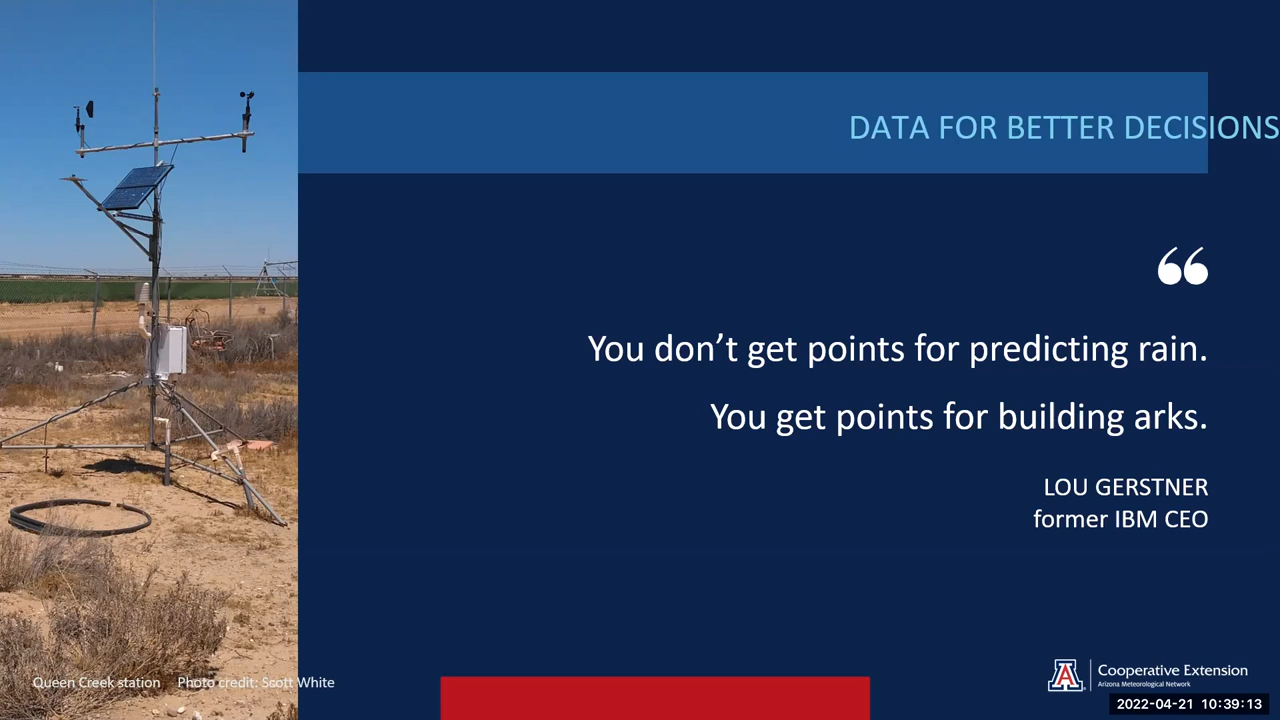 DATA FOR BETTER DECISIONS
“
You don’t get points for predicting rain.
You get points for building arks.
LOU GERSTNER
former IBM CEO
Queen Creek station Photo credit: Scott White
A
Cooperative Extension
Arizona Meteorological Network
2022-04-21 10:39:13